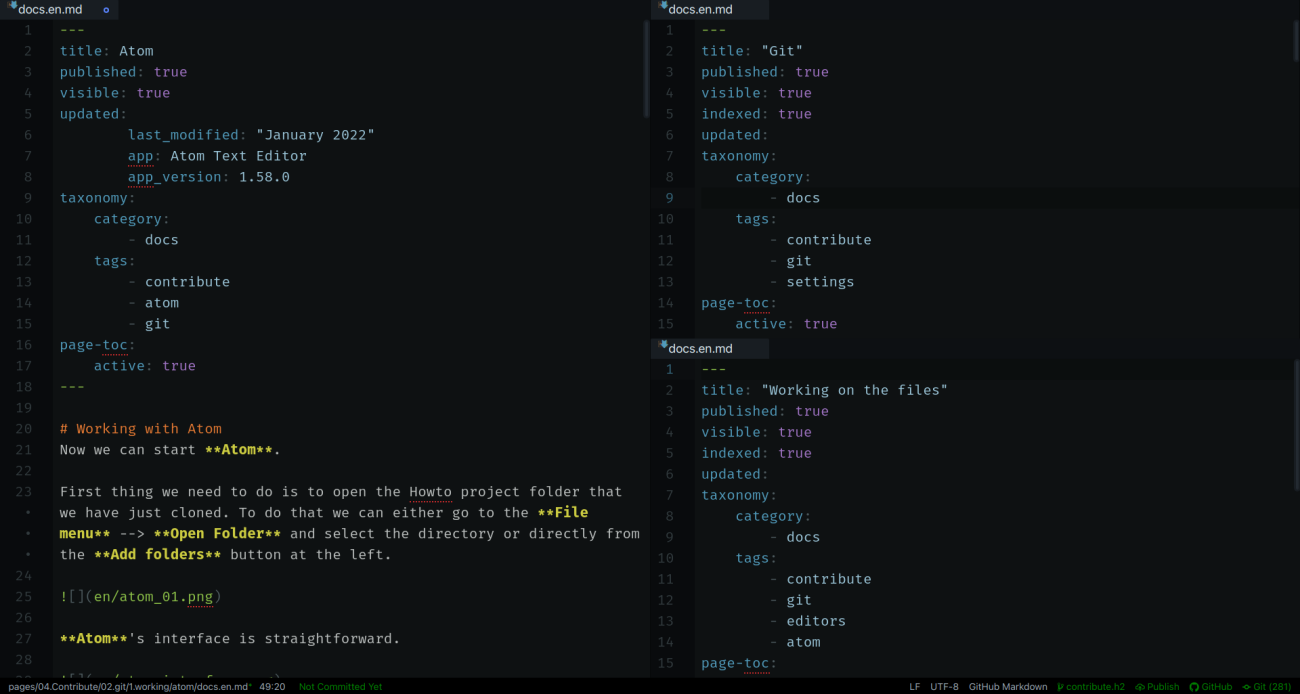 docs.en.md
1 ---
2 title: Atom
3 published: true
4 visible: true
5 updated:
6 last_modified: "January 2022"
7 app: Atom Text Editor
8 app_version: 1.58.0
9 taxonomy:
10 category:
11 - docs
12 tags:
13 - contribute
14 - atom
15 - git
16 page-toc:
17 active: true
18 ---
19
20 # Working with Atom
21 Now we can start **Atom**.
22
23 First thing we need to do is to open the Howto project folder that
• we have just cloned. To do that we can either go to the **File
• menu** --> **Open Folder** and select the directory or directly from
• the **Add folders** button at the left.
24
25 ![](en/atom_01.png)
26
27 **Atom**'s interface is straightforward.
28
docs.en.md
1 ---
2 title: "Git"
3 published: true
4 visible: true
5 indexed: true
6 updated:
7 taxonomy:
8 category:
9 - docs
10 tags:
11 - contribute
12 - git
13 - settings
14 page-toc:
15 active: true
docs.en.md
1 ---
2 title: "Working on the files"
3 published: true
4 visible: true
5 indexed: true
6 updated:
7 taxonomy:
8 category:
9 - docs
10 tags:
11 - contribute
12 - git
13 - editors
14 - atom
15 page-toc:
pages/04.Contribute/02.git/1.working/atom/docs.en.md* 49:20 Not Committed Yet LF UTF-8 GitHub Markdown contribute.h2 Publish GitHub Git (281)